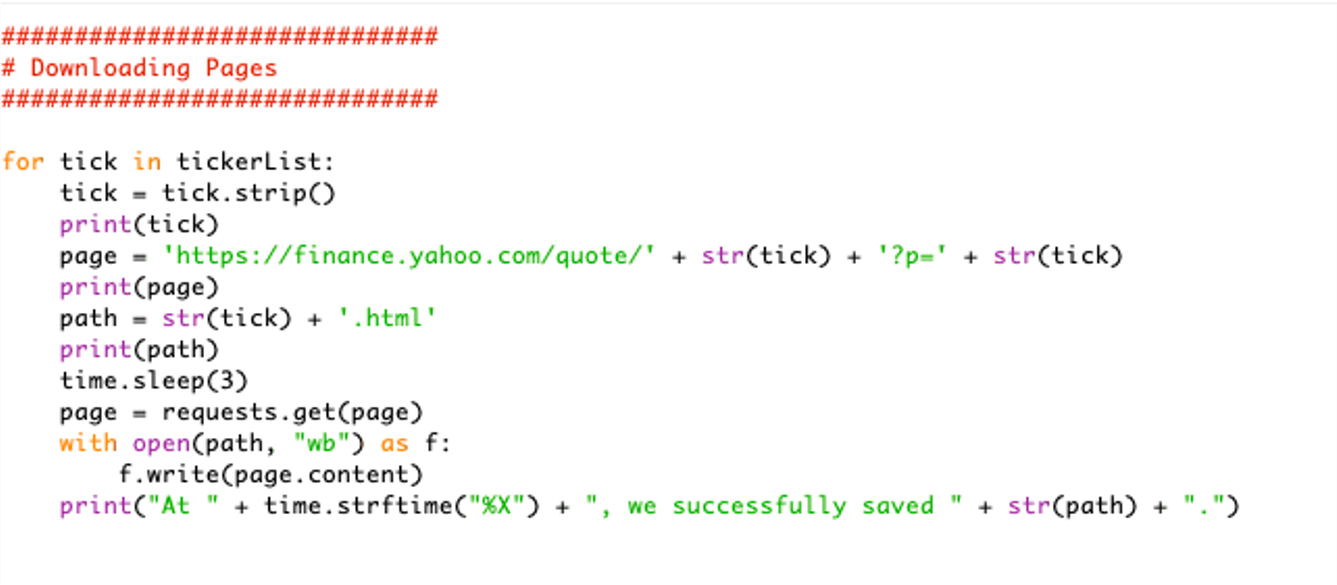 ##############################
# Downloading Pages
##############################
for tick in tickerList:
    tick = tick.strip()
    print(tick)
    page = 'https://finance.yahoo.com/quote/' + str(tick) + '?p=' + str(tick)
    print(page)
    path = str(tick) + '.html'
    print(path)
    time.sleep(3)
    page = requests.get(page)
    with open(path, "wb") as f:
        f.write(page.content)
    print("At " + time.strftime("%X") + ", we successfully saved " + str(path) + ".")